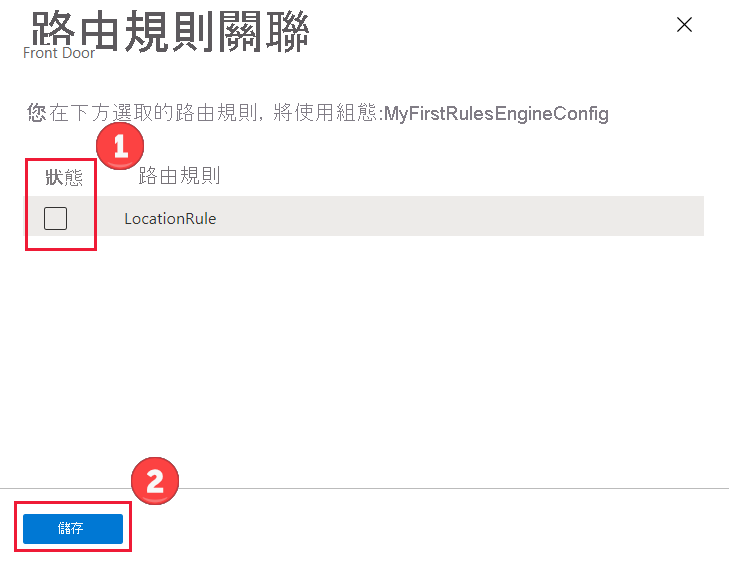 路由規則關聯
Front Door
您在下方選取的路由規則, 將使用組態:MyFirstRulesEngineConfig
1
狀態 路由規則
LocationRule
2
儲存